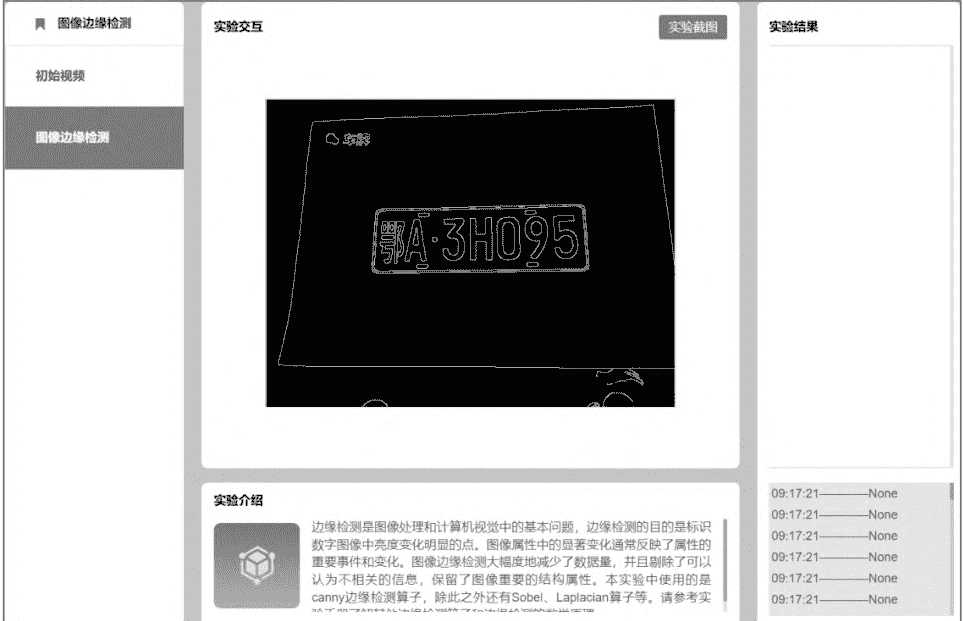 图像边缘检测
初始视频
图像边缘检测
实验交互
实验截图
鄂A·3H095
实验介绍
边缘检测是图像处理和计算机视觉中的基本问题，边缘检测的目的是标识
数字图像中亮度变化明显的点。图像属性中的显著变化通常反映了属性的
重要事件和变化。图像边缘检测大幅度地减少了数据量，并且剔除了可以
认为不相关的信息，保留了图像重要的结构属性。本实验中使用的是
canny边缘检测算子，除此之外还有Sobel、Laplacian算子等。请参考实
实验结果
09:17:21————None
09:17:21————None
09:17:21————None
09:17:21————None
09:17:21————None
09:17:21————None